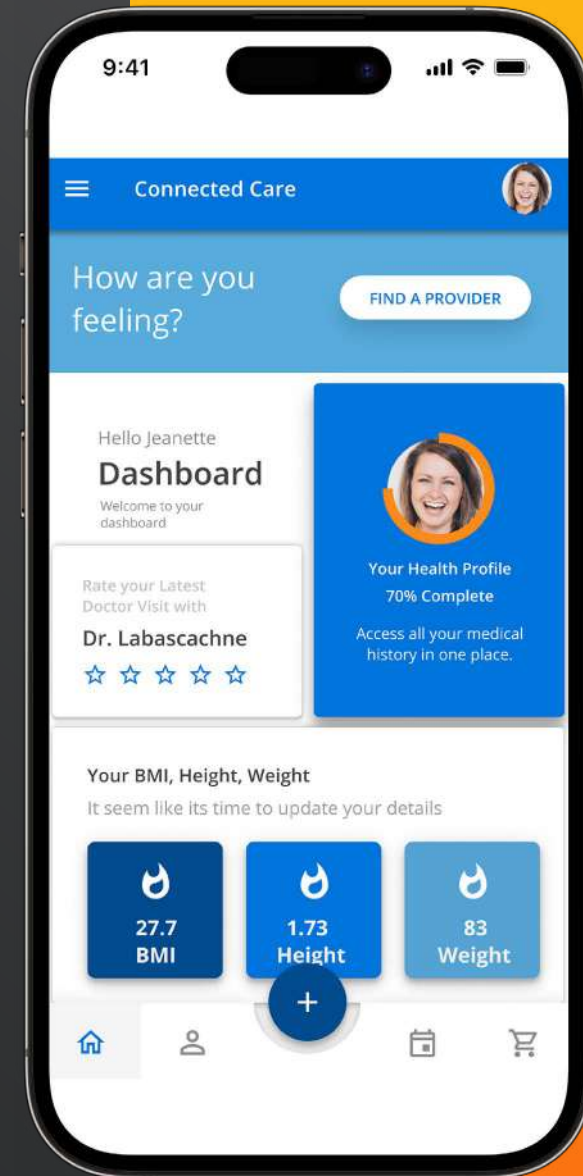 9:41
Connected Care
How are you
feeling?
FIND A PROVIDER
Hello Jeanette
Dashboard
Welcome to your
dashboard
Rate your Latest
Doctor Visit with
Dr. Labascachne
Your Health Profile
70% Complete
Access all your medical
history in one place.
Your BMI, Height, Weight
It seem like its time to update your details
27.7
BMI
1.73
Height
83
Weight
+